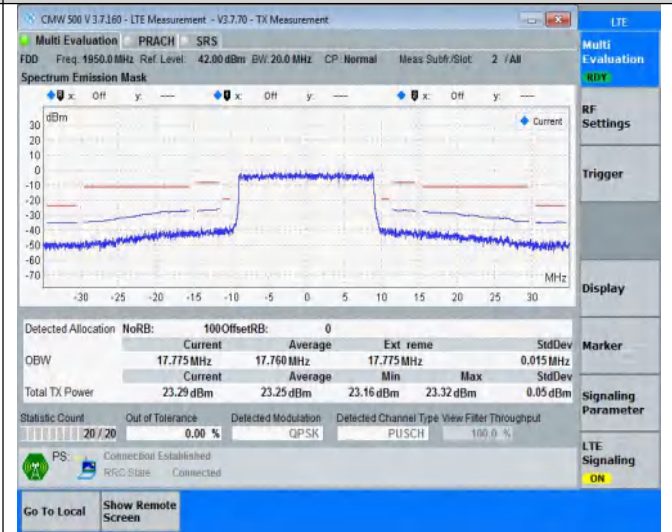 CMW 500 V 3.7.160 - LTE Measurement - V3.7.70 - TX Measurement
LTE
Multi Evaluation PRACH SRS
FDD Freq: 1950.0 MHz Ref. Level: 42.00 dBm BW: 20.0 MHz CP: Normal Meas Subfr./Slot: 2 / All
Spectrum Emission Mask
x: Off y: --- x: Off y: --- x: Off y: ---
dBm
Current
30
20
10
0
-10
-20
-30
-40
-50
-60
-70
MHz
-30 -25 -20 -15 -10 -5 0 5 10 15 20 25 30
Detected Allocation NoRB: 100 OffsetRB: 0
Current Average Ext reme StdDev
OBW 17.775 MHz 17.760 MHz 17.775 MHz 0.015 MHz
Current Average Min Max StdDev
Total TX Power 23.29 dBm 23.25 dBm 23.16 dBm 23.32 dBm 0.05 dBm
Statistic Count Out of Tolerance Detected Modulation Detected Channel Type View Filter Throughput
20 / 20 0.00 % QPSK PUSCH 100.0 %
PS: Connection Established
RRC State Connected
Multi Evaluation
RDY
RF Settings
Trigger
Display
Marker
Signaling Parameter
LTE Signaling
ON
Go To Local
Show Remote Screen